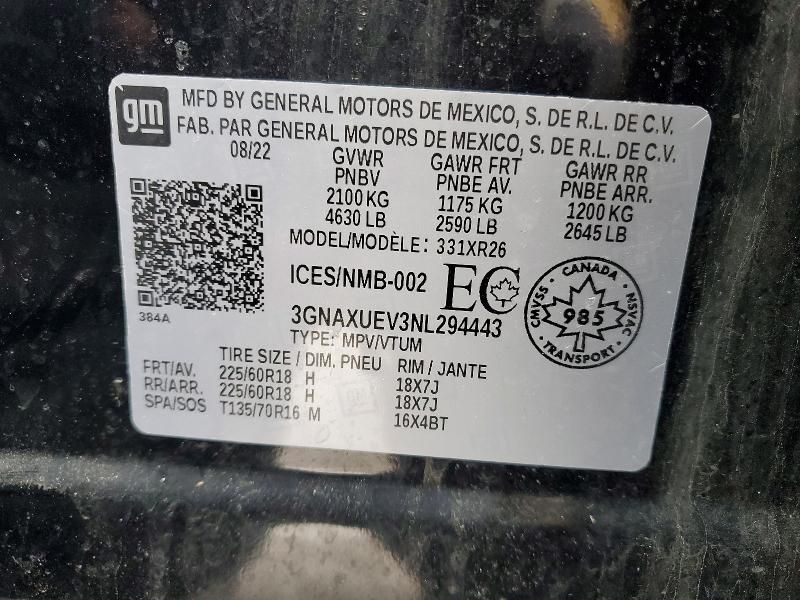 gm
MFD BY GENERAL MOTORS DE MEXICO, S. DE R.L. DE C.V.
FAB. PAR GENERAL MOTORS DE MEXICO, S. DE R.L. DE C.V.
08/22 GVWR GAWR FRT GAWR RR
PNBV PNBE AV. PNBE ARR.
2100 KG 1175 KG 1200 KG
4630 LB 2590 LB 2645 LB
MODEL/MODÈLE: 331XR26
ICES/NMB-002 EC
CANADA
CMVSS 985 NSVAC
TRANSPORT
384A
3GNAXUEV3NL294443
TYPE: MPV/VTUM
TIRE SIZE / DIM. PNEU RIM / JANTE
FRT/AV. 225/60R18 H 18X7J
RR/ARR. 225/60R18 H 18X7J
SPA/SOS T135/70R16 M 16X4BT
gm